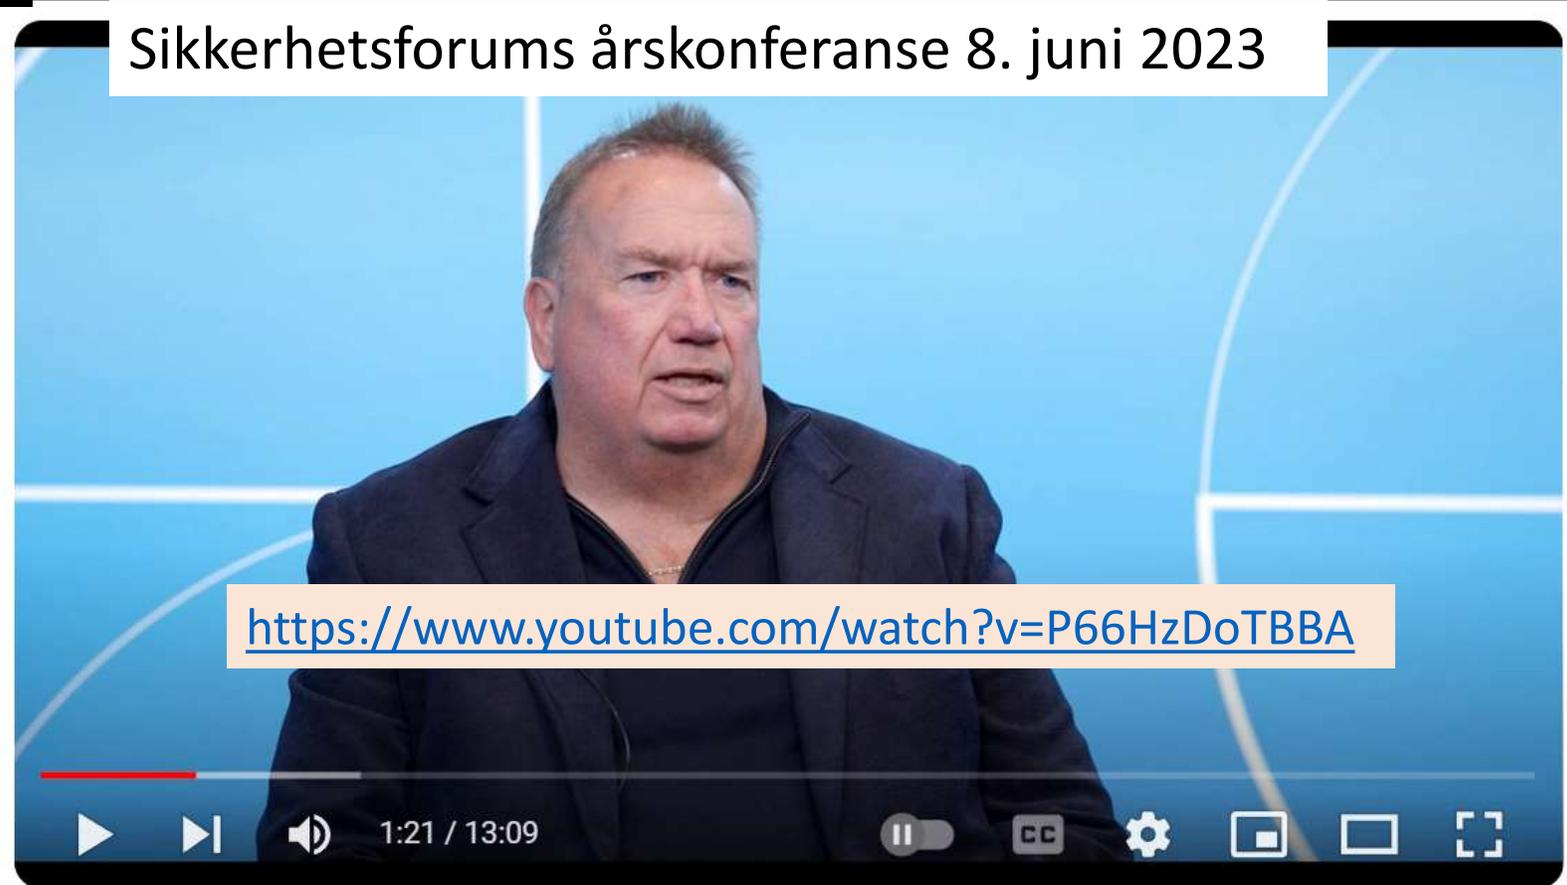 Sikkerhetsforums årskonferanse 8. juni 2023
https://www.youtube.com/watch?v=P66HzDoTBBA
1:21 / 13:09
CC